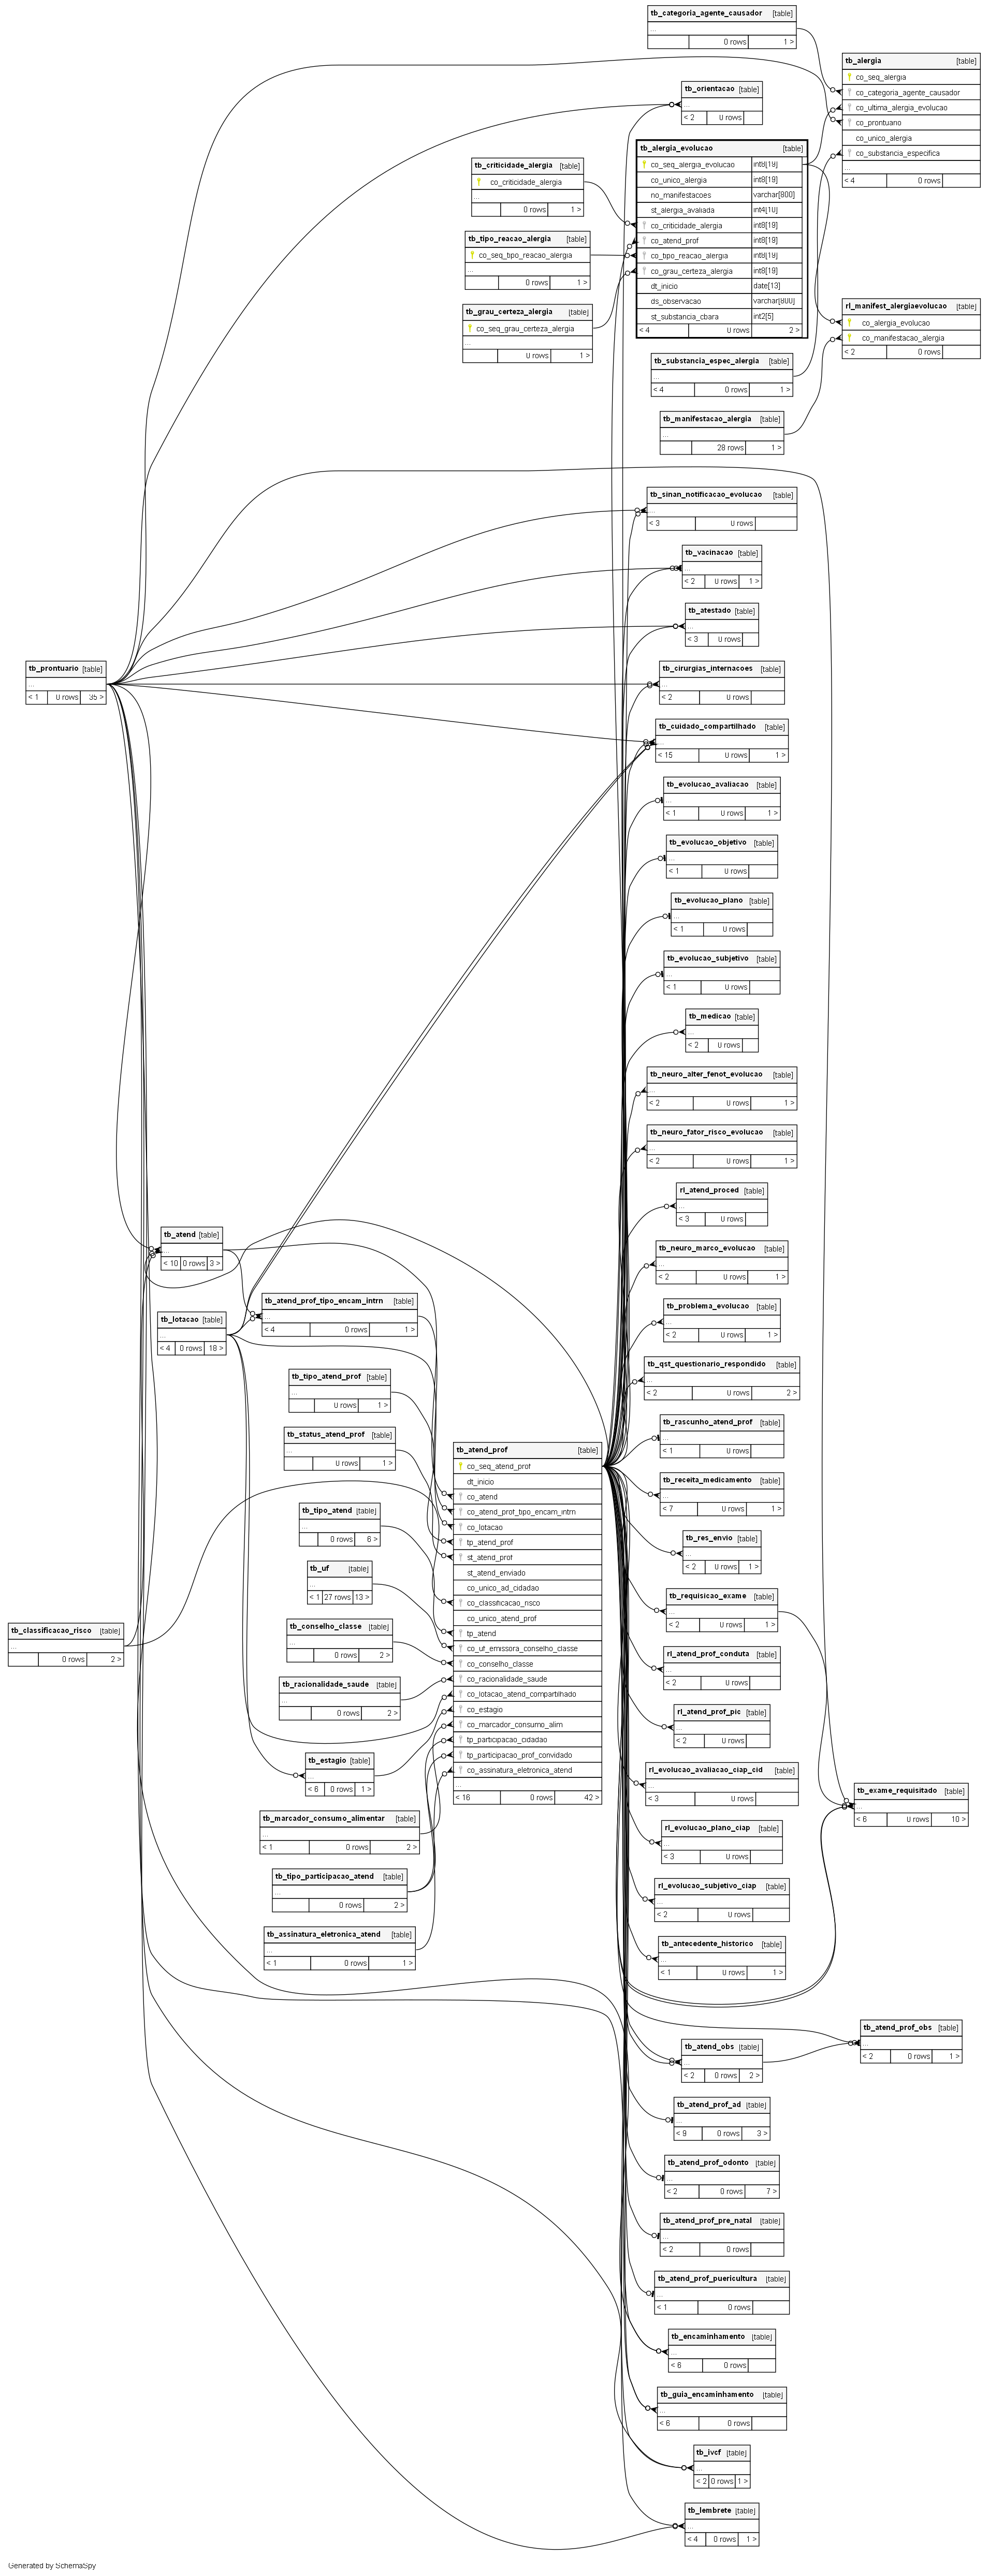 tb_categoria_agente_causador [table]
...
0 rows 1 >
tb_alergia [table]
co_seq_alergia
co_categoria_agente_causador
co_ultima_alergia_evolucao
co_prontuario
co_unico_alergia
co_substancia_especifica
...
< 4 0 rows
tb_orientacao [table]
...
< 2 0 rows
tb_alergia_evolucao [table]
co_seq_alergia_evolucao int8[19]
co_unico_alergia int8[19]
no_manifestacoes varchar[800]
st_alergia_avaliada int4[10]
co_criticidade_alergia int8[19]
co_atend_prof int8[19]
co_tipo_reacao_alergia int8[19]
co_grau_certeza_alergia int8[19]
dt_inicio date[13]
ds_observacao varchar[800]
st_substancia_cbara int2[5]
< 4 0 rows 2 >
tb_criticidade_alergia [table]
co_criticidade_alergia
...
0 rows 1 >
tb_tipo_reacao_alergia [table]
co_seq_tipo_reacao_alergia
...
0 rows 1 >
tb_grau_certeza_alergia [table]
co_seq_grau_certeza_alergia
...
0 rows 1 >
rl_manifest_alergiaevolucao [table]
co_alergia_evolucao
co_manifestacao_alergia
< 2 0 rows
tb_substancia_espec_alergia [table]
...
< 4 0 rows 1 >
tb_manifestacao_alergia [table]
...
28 rows 1 >
tb_sinan_notificacao_evolucao [table]
...
< 3 0 rows
tb_vacinacao [table]
...
< 2 0 rows 1 >
tb_atestado [table]
...
< 3 0 rows
tb_prontuario [table]
...
< 1 0 rows 35 >
tb_cirurgias_internacoes [table]
...
< 2 0 rows
tb_cuidado_compartilhado [table]
...
< 15 0 rows 1 >
tb_evolucao_avaliacao [table]
...
< 1 0 rows 1 >
tb_evolucao_objetivo [table]
...
< 1 0 rows
tb_evolucao_plano [table]
...
< 1 0 rows
tb_evolucao_subjetivo [table]
...
< 1 0 rows
tb_medicao [table]
...
< 2 0 rows
tb_neuro_alter_fenot_evolucao [table]
...
< 2 0 rows 1 >
tb_neuro_fator_risco_evolucao [table]
...
< 2 0 rows 1 >
rl_atend_proced [table]
...
< 3 0 rows
tb_neuro_marco_evolucao [table]
...
< 2 0 rows 1 >
tb_problema_evolucao [table]
...
< 2 0 rows 1 >
tb_qst_questionario_respondido [table]
...
< 2 0 rows 2 >
tb_rascunho_atend_prof [table]
...
< 1 0 rows
tb_receita_medicamento [table]
...
< 7 0 rows 1 >
tb_res_envio [table]
...
< 2 0 rows 1 >
tb_requisicao_exame [table]
...
< 2 0 rows 1 >
rl_atend_prof_conduta [table]
...
< 2 0 rows
rl_atend_prof_pic [table]
...
< 2 0 rows
rl_evolucao_avaliacao_ciap_cid [table]
...
< 3 0 rows
rl_evolucao_plano_ciap [table]
...
< 3 0 rows
rl_evolucao_subjetivo_ciap [table]
...
< 2 0 rows
tb_antecedente_historico [table]
...
< 1 0 rows 1 >
tb_atend [table]
...
< 10 0 rows 3 >
tb_lotacao [table]
...
< 4 0 rows 18 >
tb_atend_prof_tipo_encam_intrn [table]
...
< 4 0 rows 1 >
tb_tipo_atend_prof [table]
...
0 rows 1 >
tb_status_atend_prof [table]
...
0 rows 1 >
tb_tipo_atend [table]
...
0 rows 6 >
tb_uf [table]
...
< 1 27 rows 13 >
tb_conselho_classe [table]
...
0 rows 2 >
tb_racionalidade_saude [table]
...
0 rows 2 >
tb_classificacao_risco [table]
...
0 rows 2 >
tb_estagio [table]
...
< 6 0 rows 1 >
tb_marcador_consumo_alimentar [table]
...
< 1 0 rows 2 >
tb_tipo_participacao_atend [table]
...
0 rows 2 >
tb_assinatura_eletronica_atend [table]
...
< 1 0 rows 1 >
tb_atend_prof [table]
co_seq_atend_prof
dt_inicio
co_atend
co_atend_prof_tipo_encam_intrn
co_lotacao
tp_atend_prof
st_atend_prof
st_atend_enviado
co_unico_ad_cidadao
co_classificacao_risco
co_unico_atend_prof
tp_atend
co_uf_emissora_conselho_classe
co_conselho_classe
co_racionalidade_saude
co_lotacao_atend_compartilhado
co_estagio
co_marcador_consumo_alim
tp_participacao_cidadao
tp_participacao_prof_convidado
co_assinatura_eletronica_atend
...
< 16 0 rows 42 >
tb_exame_requisitado [table]
...
< 6 0 rows 10 >
tb_atend_prof_obs [table]
...
< 2 0 rows 1 >
tb_atend_obs [table]
...
< 2 0 rows 2 >
tb_atend_prof_ad [table]
...
< 9 0 rows 3 >
tb_atend_prof_odonto [table]
...
< 2 0 rows 7 >
tb_atend_prof_pre_natal [table]
...
< 2 0 rows
tb_atend_prof_puericultura [table]
...
< 1 0 rows
tb_encaminhamento [table]
...
< 6 0 rows
tb_guia_encaminhamento [table]
...
< 6 0 rows
tb_ivcf [table]
...
< 2 0 rows 1 >
tb_lembrete [table]
...
< 4 0 rows 1 >
Generated by SchemaSpy